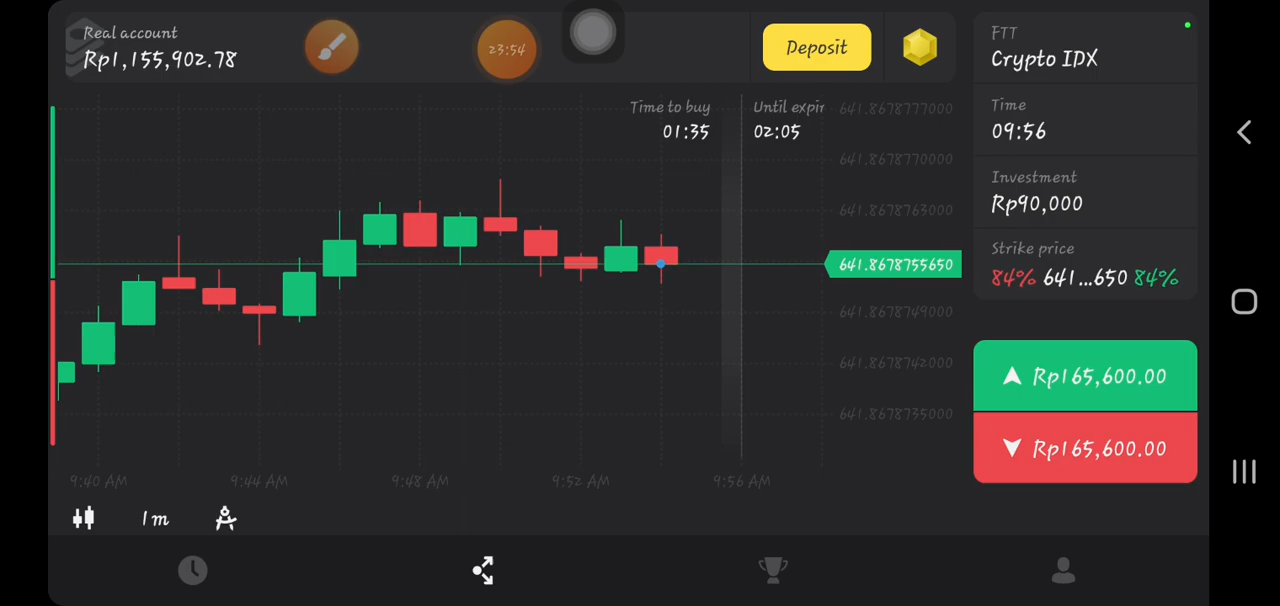 Real account
Rp1,155,902.78
23:54
Deposit
FTT
Crypto IDX
Time to buy
01:35
Until expir
02:05
641.8678777000
641.8678770000
641.8678763000
641.8678755650
641.8678749000
641.8678742000
641.8678735000
Time
09:56
Investment
Rp90,000
Strike price
84% 641...650 84%
Rp165,600.00
Rp165,600.00
9:40 AM
9:44 AM
9:48 AM
9:52 AM
9:56 AM
1m